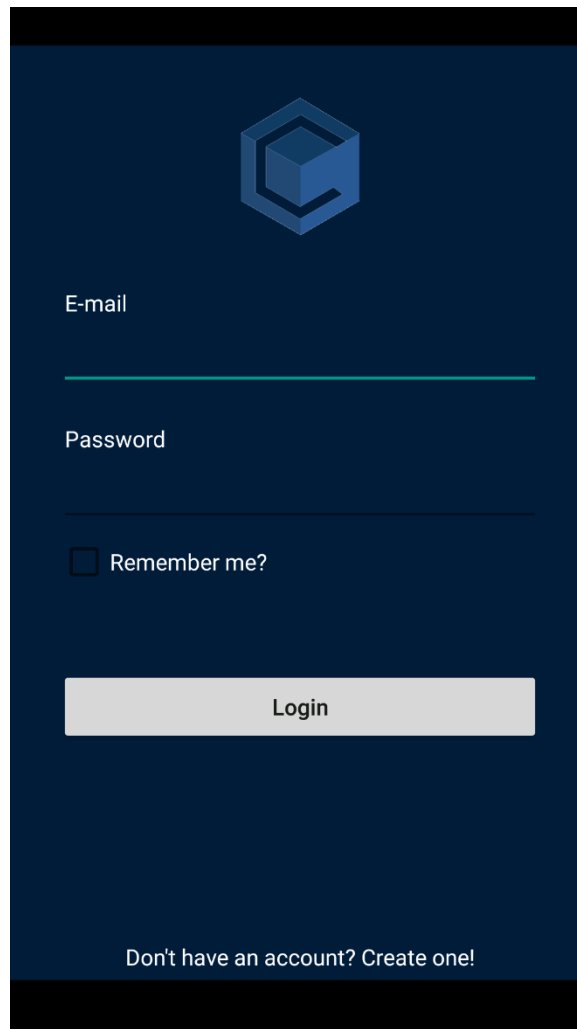 E-mail
Password
Remember me?
Login
Don't have an account? Create one!